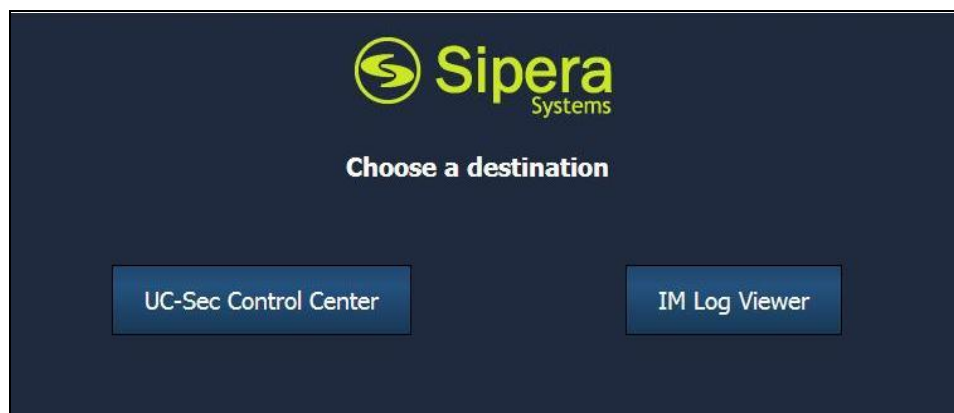 Sipera
Systems
Choose a destination
UC-Sec Control Center
IM Log Viewer